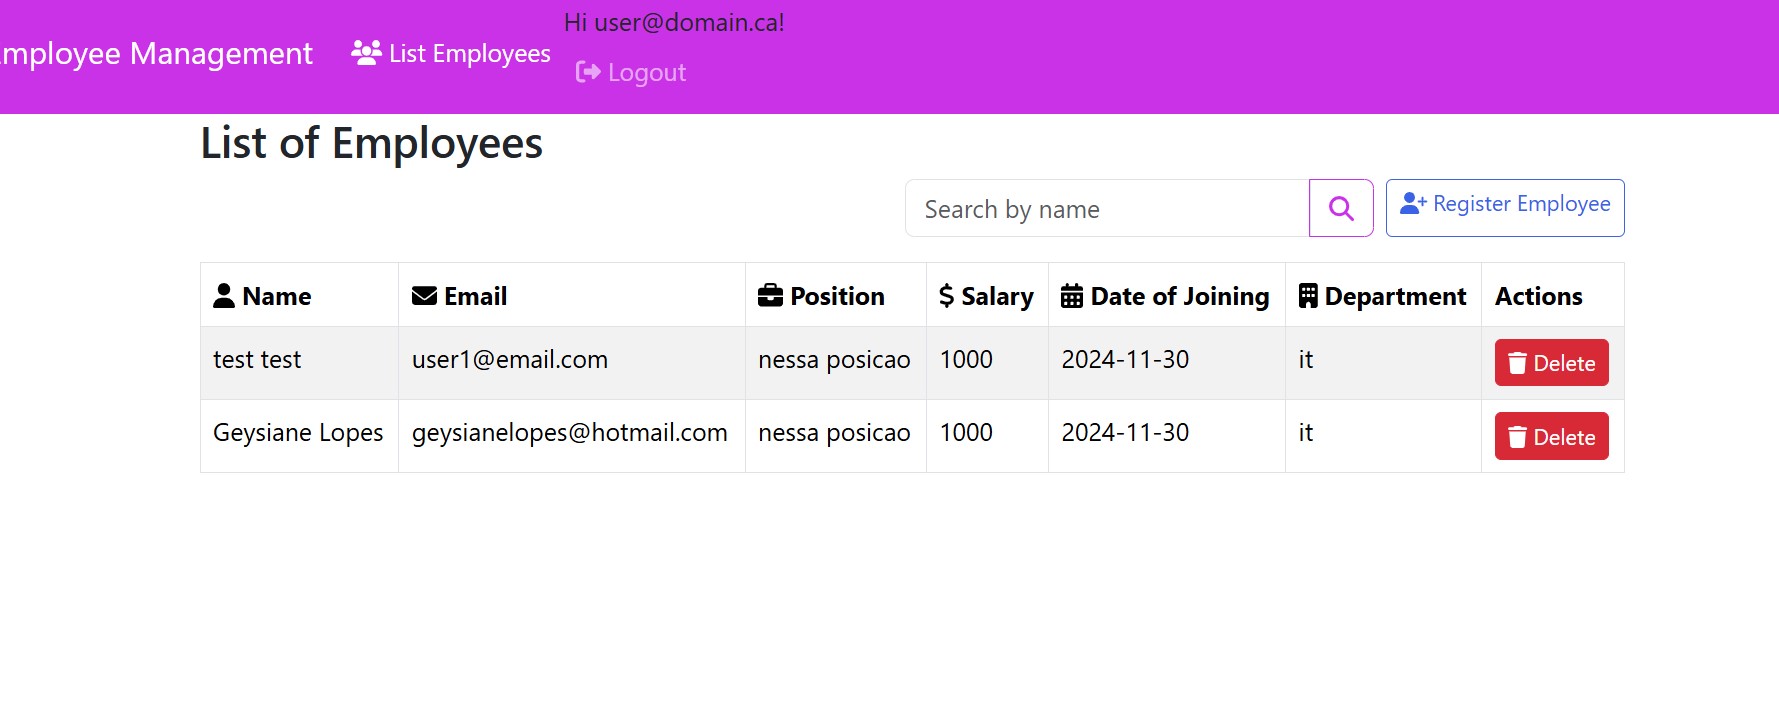 mployee Management List Employees Hi user@domain.ca!
Logout
List of Employees
Search by name Register Employee
Name Email Position $ Salary Date of Joining Department Actions
test test user1@email.com nessa posicao 1000 2024-11-30 it Delete
Geysiane Lopes geysianelopes@hotmail.com nessa posicao 1000 2024-11-30 it Delete